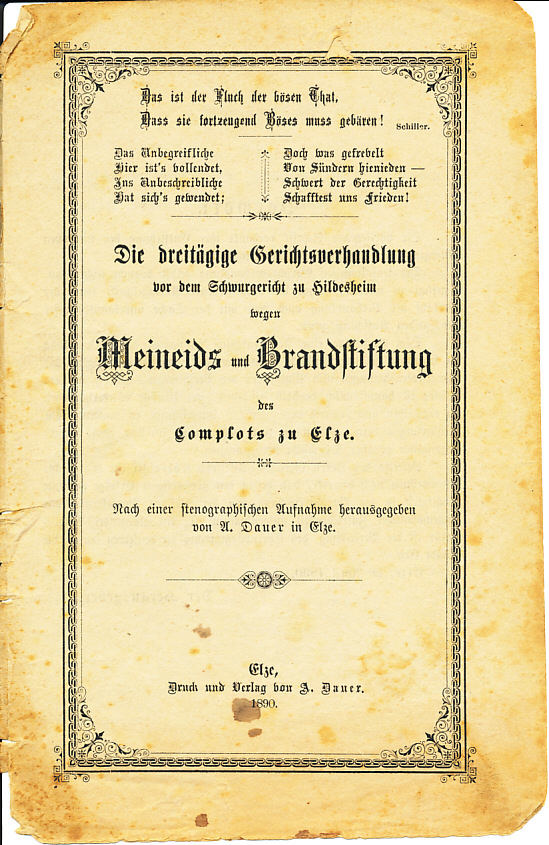 Das ist der Fluch der bösen That,
Dass sie fortzeugend Böses muss gebären!
Schiller.
Das Unbegreifliche
Hier ist's vollendet,
Ins Unbeschreibliche
Hat sich's gewendet;
Doch was gefrevelt
Von Sündern hienieden —
Schwert der Gerechtigkeit
Schafftest uns Frieden!
Die dreitägige Gerichtsverhandlung
vor dem Schwurgericht zu Hildesheim
wegen
Meineids und Brandstiftung
des
Complots zu Elze.
Nach einer stenographischen Aufnahme herausgegeben
von A. Dauer in Elze.
Elze,
Druck und Verlag von A. Dauer.
1890.